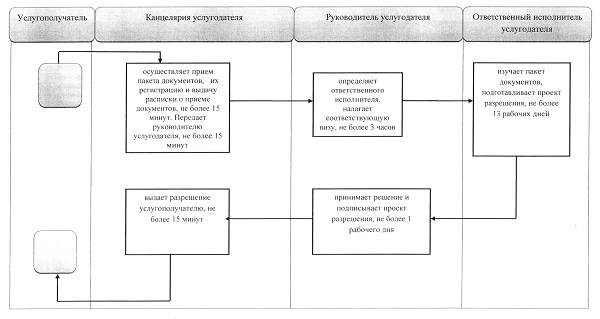 Услугополучатель
Канцелярия услугодателя
Руководитель услугодателя
Ответственный исполнитель
услугодателя
осуществляет прием
пакета документов, их
регистрацию и выдачу
расписки о приеме
документов, не более 15
минут. Передает
руководителю
услугодателя, не более 15
минут
определяет
ответственного
исполнителя,
налагает
соответствующую
визу, не более 3 часов
изучает пакет
документов,
подготавливает проект
разрешения, не более
13 рабочих дней
выдает разрешение
услугополучателю, не
более 15 минут
принимает решение и
подписывает проект
разрешения, не более 1
рабочего дня